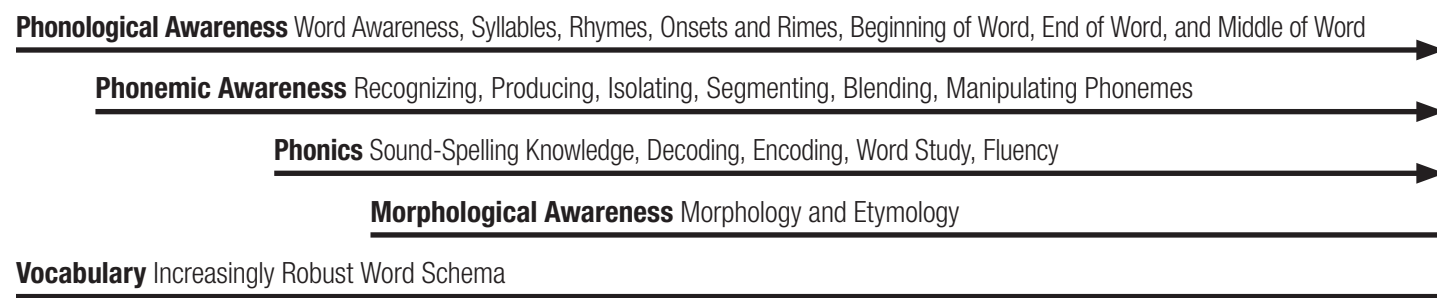 Phonological Awareness Word Awareness, Syllables, Rhymes, Onsets and Rimes, Beginning of Word, End of Word, and Middle of Word
Phonemic Awareness Recognizing, Producing, Isolating, Segmenting, Blending, Manipulating Phonemes
Phonics Sound-Spelling Knowledge, Decoding, Encoding, Word Study, Fluency
Morphological Awareness Morphology and Etymology
Vocabulary Increasingly Robust Word Schema